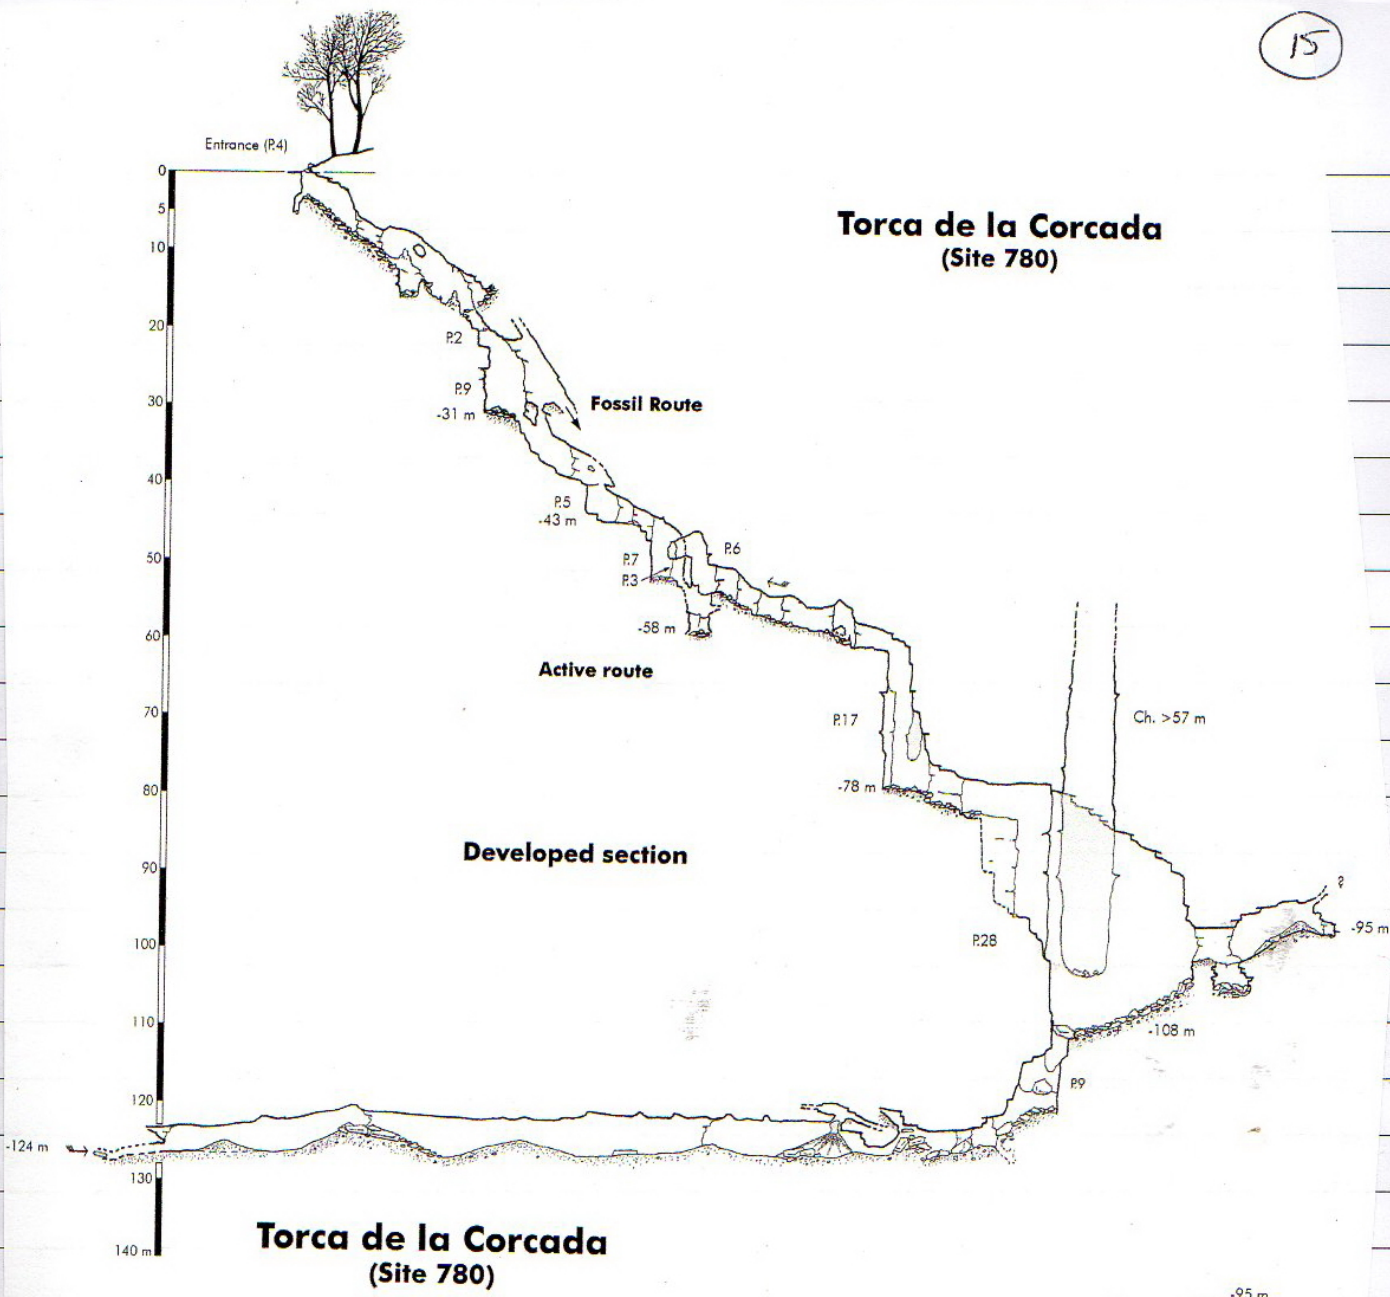 15
Entrance (P.4)
0
5
10
20
30
40
50
60
70
80
90
100
110
120
130
140 m
Torca de la Corcada
(Site 780)
P.2
P.9
-31 m
Fossil Route
P.5
-43 m
P.7
P.3
P.6
-58 m
Active route
P.17
-78 m
Ch. >57 m
Developed section
P.28
?
-95 m
-108 m
P.9
-124 m
Torca de la Corcada
(Site 780)
-95 m